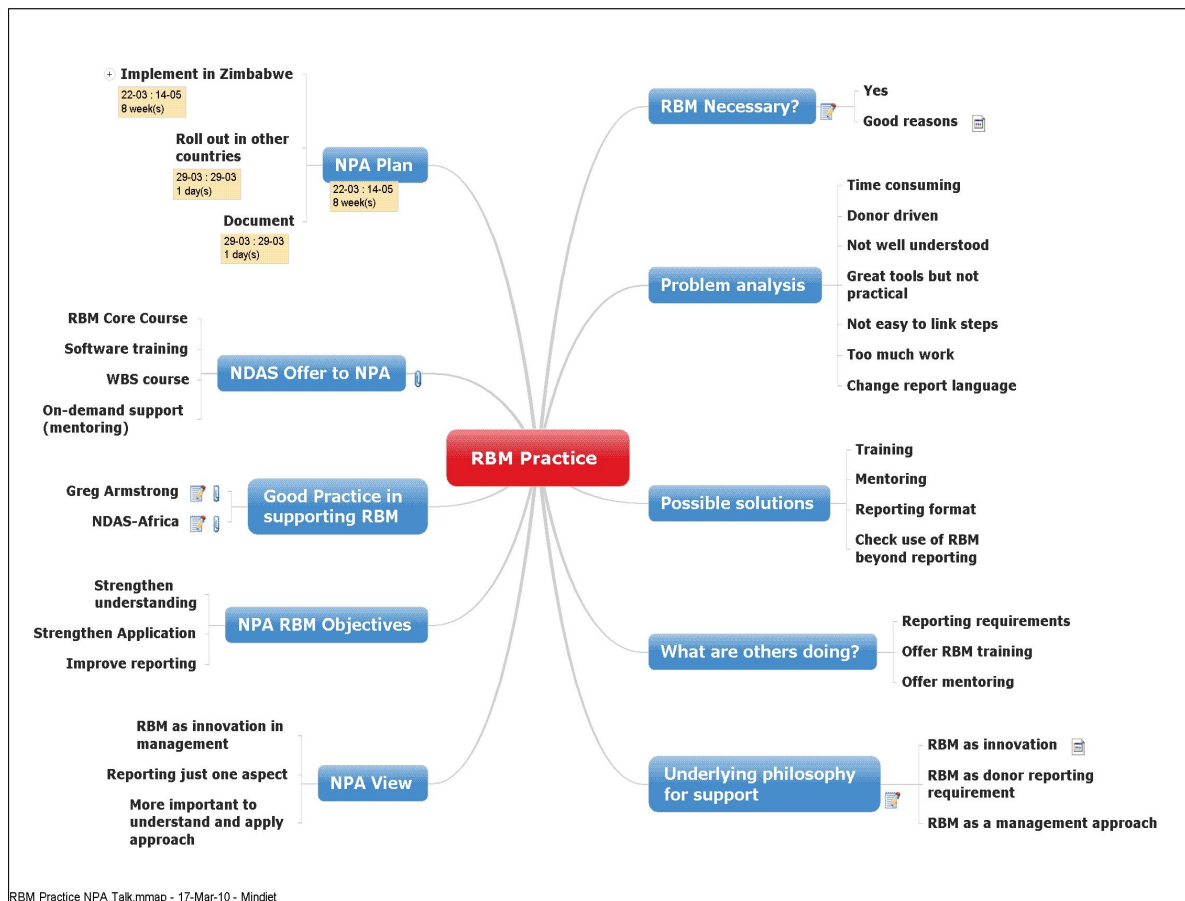 RBM Practice
RBM Necessary?
Yes
Good reasons
Problem analysis
Time consuming
Donor driven
Not well understood
Great tools but not
practical
Not easy to link steps
Too much work
Change report language
Possible solutions
Training
Mentoring
Reporting format
Check use of RBM
beyond reporting
What are others doing?
Reporting requirements
Offer RBM training
Offer mentoring
Underlying philosophy
for support
RBM as innovation
RBM as donor reporting
requirement
RBM as a management approach
NPA Plan
22-03 : 14-05
8 week(s)
Implement in Zimbabwe
22-03 : 14-05
8 week(s)
Roll out in other
countries
29-03 : 29-03
1 day(s)
Document
29-03 : 29-03
1 day(s)
NDAS Offer to NPA
RBM Core Course
Software training
WBS course
On-demand support
(mentoring)
Good Practice in
supporting RBM
Greg Armstrong
NDAS-Africa
NPA RBM Objectives
Strengthen
understanding
Strengthen Application
Improve reporting
NPA View
RBM as innovation in
management
Reporting just one aspect
More important to
understand and apply
approach
RBM Practice NPA Talk.mmap - 17-Mar-10 - Mindjet